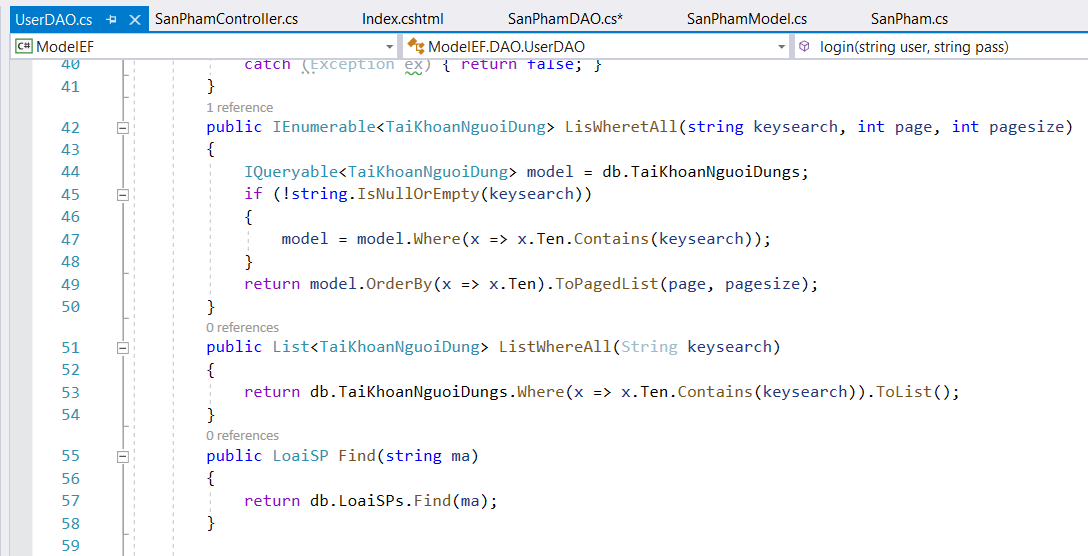 UserDAO.cs SanPhamController.cs Index.cshtml SanPhamDAO.cs* SanPhamModel.cs SanPham.cs
C# ModelEF ModelEF.DAO.UserDAO login(string user, string pass)
40 catch (Exception ex) { return false; }
41 }
1 reference
42 public IEnumerable<TaiKhoanNguoiDung> LisWheretAll(string keysearch, int page, int pagesize)
43 {
44 IQueryable<TaiKhoanNguoiDung> model = db.TaiKhoanNguoiDungs;
45 if (!string.IsNullOrEmpty(keysearch))
46 {
47 model = model.Where(x => x.Ten.Contains(keysearch));
48 }
49 return model.OrderBy(x => x.Ten).ToPagedList(page, pagesize);
50 }
0 references
51 public List<TaiKhoanNguoiDung> ListWhereAll(String keysearch)
52 {
53 return db.TaiKhoanNguoiDungs.Where(x => x.Ten.Contains(keysearch)).ToList();
54 }
0 references
55 public LoaiSP Find(string ma)
56 {
57 return db.LoaiSPs.Find(ma);
58 }
59